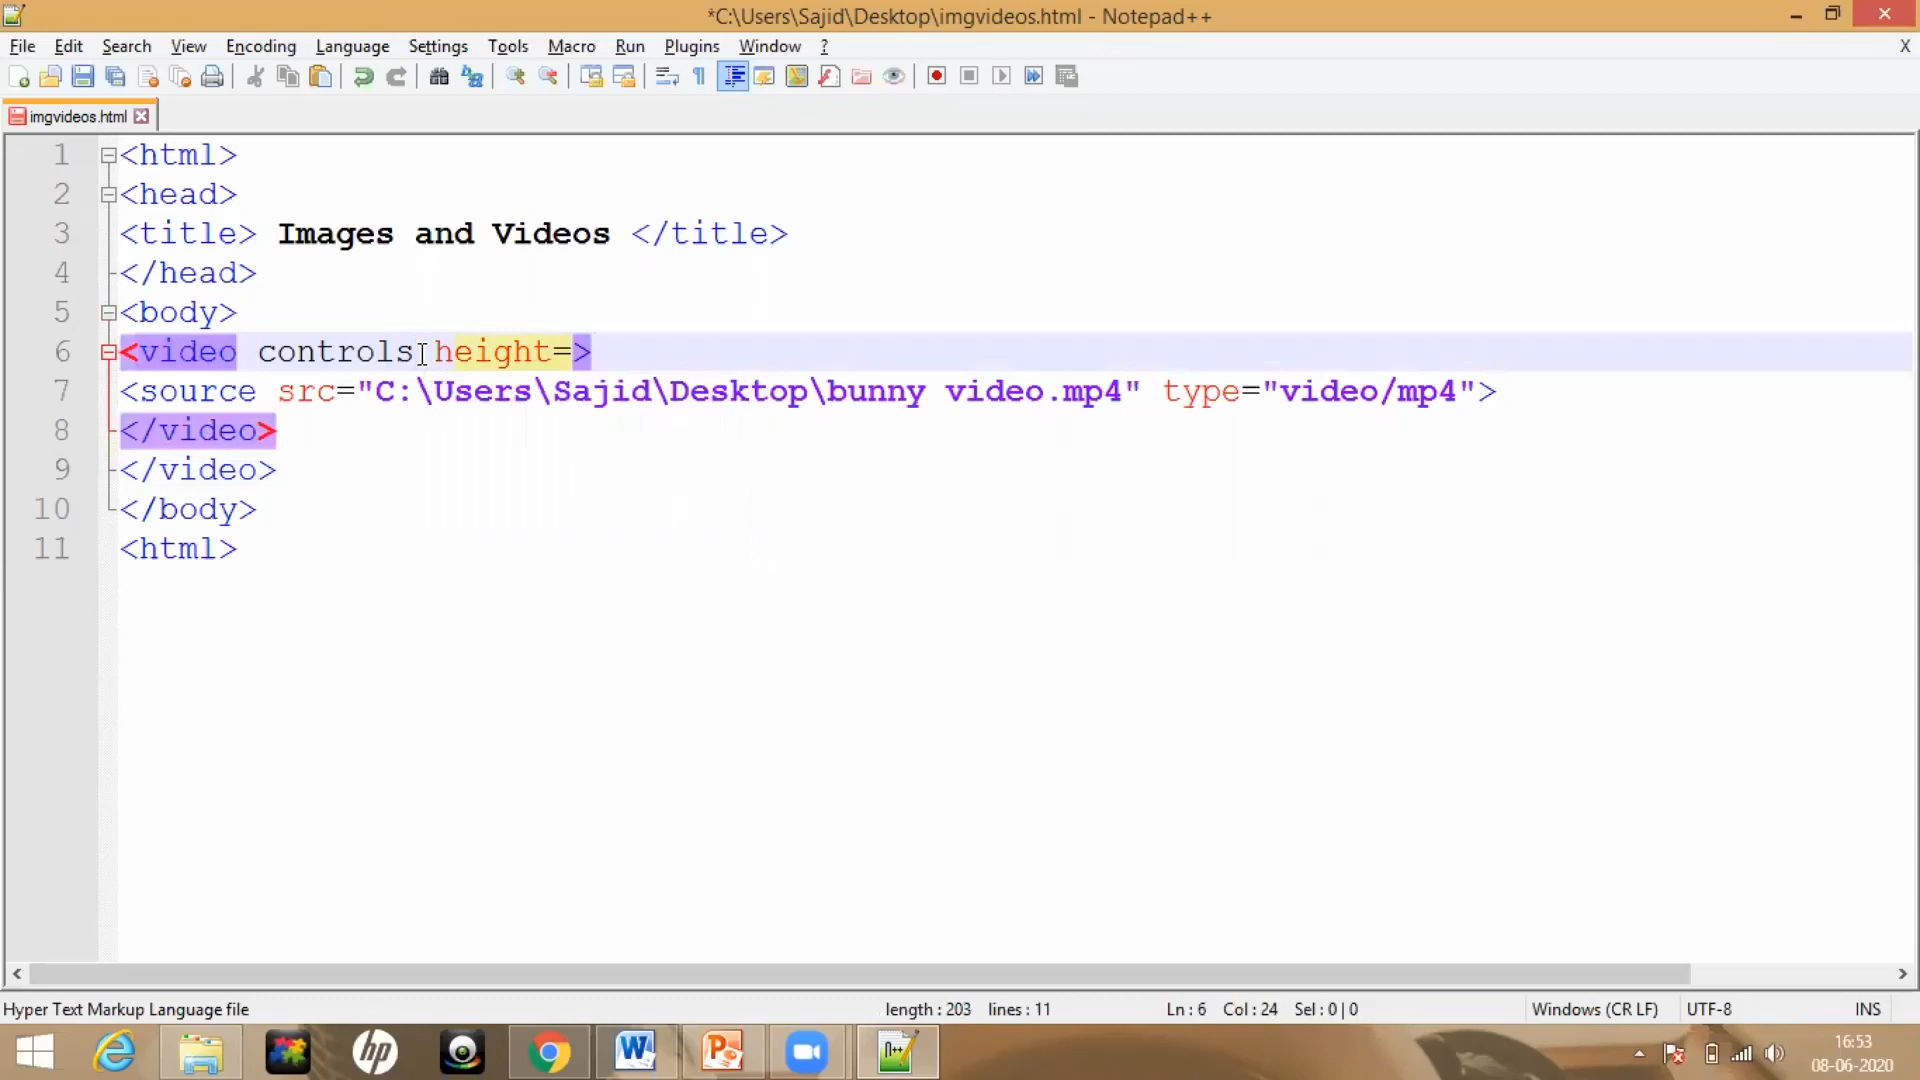 *C:\Users\Sajid\Desktop\imgvideos.html - Notepad++
File Edit Search View Encoding Language Settings Tools Macro Run Plugins Window ? X
imgvideos.html
1 <html>
2 <head>
3 <title> Images and Videos </title>
4 </head>
5 <body>
6 <video controls height=>
7 <source src="C:\Users\Sajid\Desktop\bunny video.mp4" type="video/mp4">
8 </video>
9 </video>
10 </body>
11 <html>
Hyper Text Markup Language file length : 203 lines : 11 Ln : 6 Col : 24 Sel : 0 | 0 Windows (CR LF) UTF-8 INS
16:53
08-06-2020